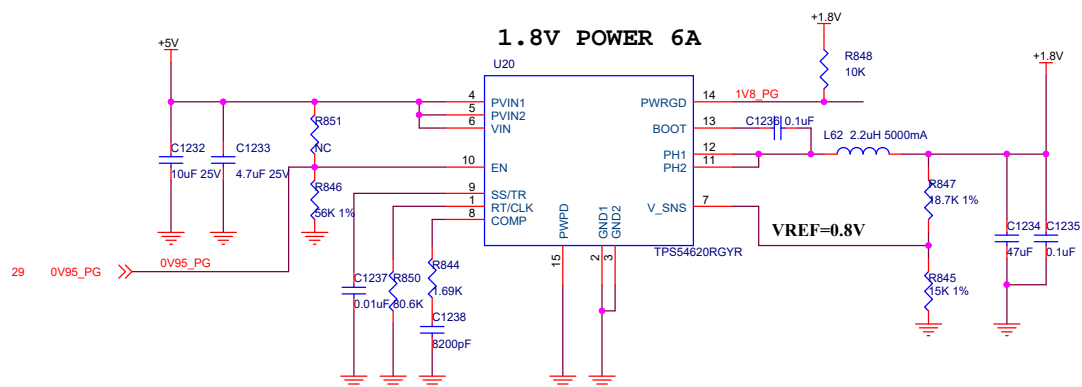 +1.8V
+5V
1.8V POWER 6A
+1.8V
U20
R848
10K
4 PVIN1
5 PVIN2
6 VIN
PWRGD 14 1V8_PG
BOOT 13
C1236 0.1uF
R851
NC
L62 2.2uH 5000mA
PH1 12
PH2 11
C1232
10uF 25V
C1233
4.7uF 25V
10 EN
R846
56K 1%
9 SS/TR
1 RT/CLK
8 COMP
V_SNS 7
R847
18.7K 1%
VREF=0.8V
PWPD
GND1
GND2
TPS54620RGYR
15
2
3
C1234
47uF
C1235
0.1uF
29 0V95_PG
0V95_PG
C1237
0.01uF
R850
80.6K
R844
1.69K
C1238
8200pF
R845
15K 1%